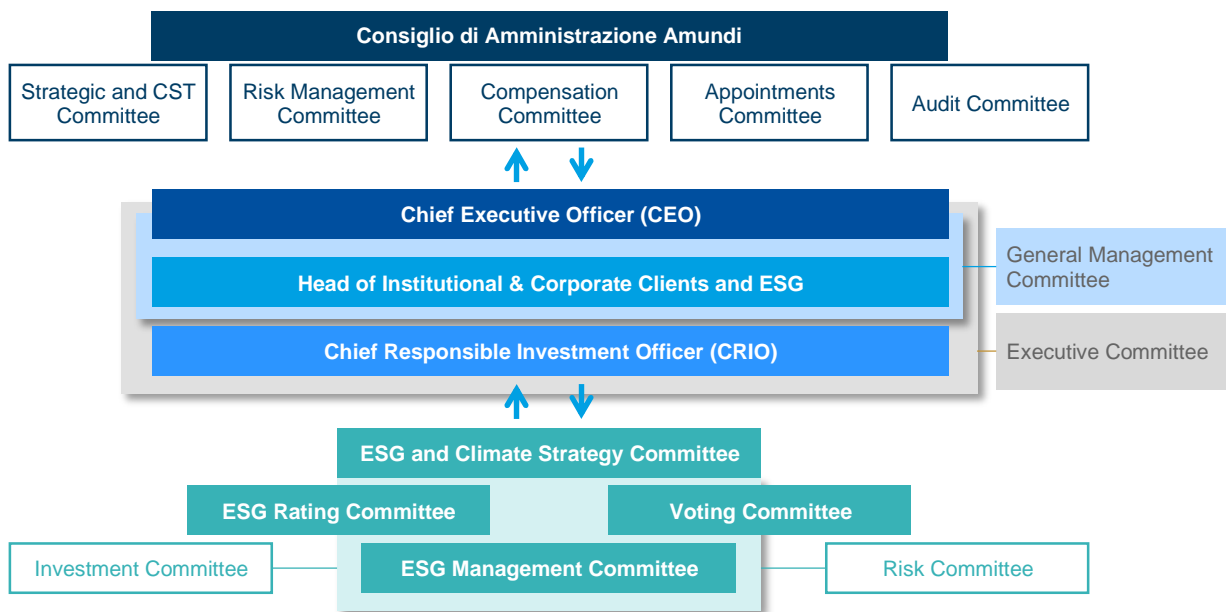 Consiglio di Amministrazione Amundi
Strategic and CST
Committee
Risk Management
Committee
Compensation
Committee
Appointments
Committee
Audit Committee
Chief Executive Officer (CEO)
Head of Institutional & Corporate Clients and ESG
General Management
Committee
Chief Responsible Investment Officer (CRIO)
Executive Committee
ESG and Climate Strategy Committee
ESG Rating Committee
Voting Committee
Investment Committee
ESG Management Committee
Risk Committee